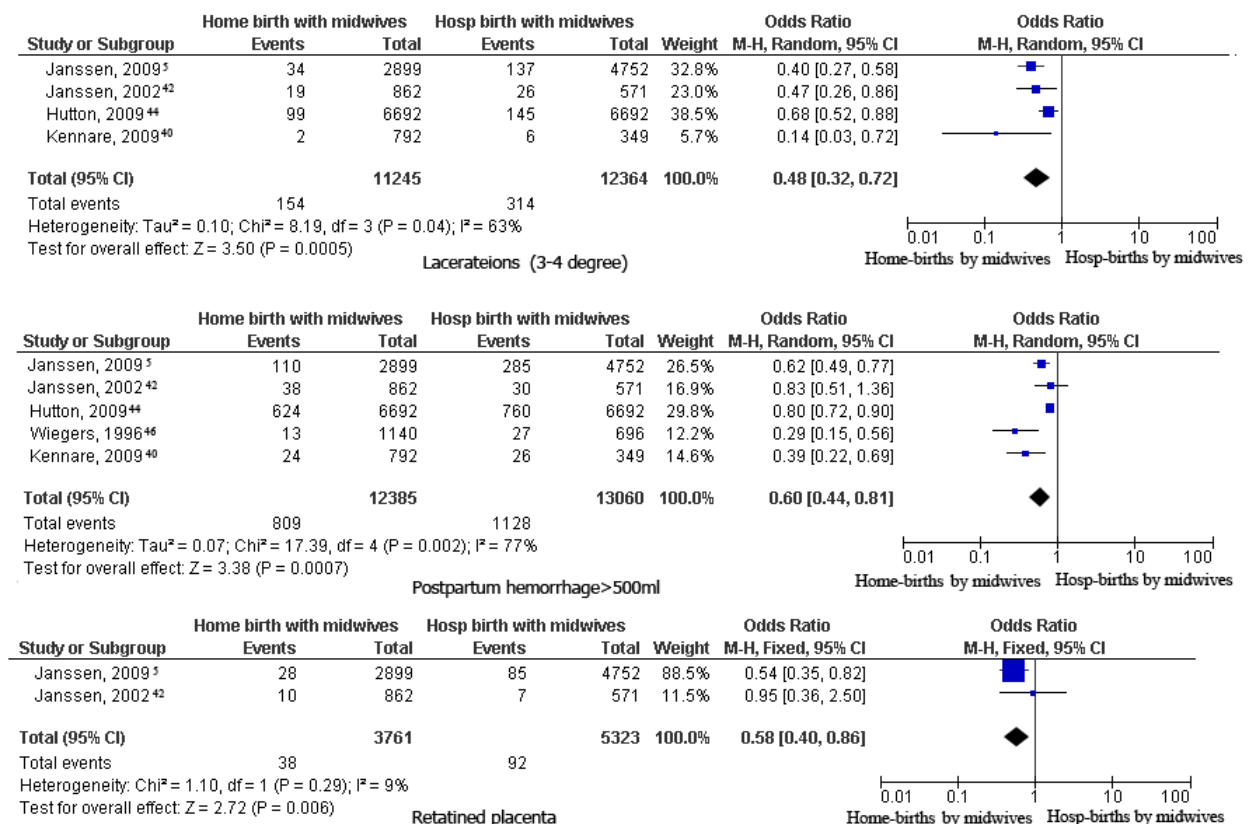 Home birth with midwives Hosp birth with midwives Odds Ratio Odds Ratio
Study or Subgroup Events Total Events Total Weight M-H, Random, 95% CI M-H, Random, 95% CI
Janssen, 2009⁵ 34 2899 137 4752 32.8% 0.40 [0.27, 0.58]
Janssen, 2002⁴² 19 862 26 571 23.0% 0.47 [0.26, 0.86]
Hutton, 2009⁴⁴ 99 6692 145 6692 38.5% 0.68 [0.52, 0.88]
Kennare, 2009⁴⁰ 2 792 6 349 5.7% 0.14 [0.03, 0.72]
Total (95% CI) 11245 12364 100.0% 0.48 [0.32, 0.72]
Total events 154 314
Heterogeneity: Tau² = 0.10; Chi² = 8.19, df = 3 (P = 0.04); I² = 63%
Test for overall effect: Z = 3.50 (P = 0.0005)
0.01 0.1 1 10 100
Home-births by midwives Hosp-births by midwives
Lacerateions (3-4 degree)
Home birth with midwives Hosp birth with midwives Odds Ratio Odds Ratio
Study or Subgroup Events Total Events Total Weight M-H, Random, 95% CI M-H, Random, 95% CI
Janssen, 2009⁵ 110 2899 285 4752 26.5% 0.62 [0.49, 0.77]
Janssen, 2002⁴² 38 862 30 571 16.9% 0.83 [0.51, 1.36]
Hutton, 2009⁴⁴ 624 6692 760 6692 29.8% 0.80 [0.72, 0.90]
Wiegers, 1996⁴⁶ 13 1140 27 696 12.2% 0.29 [0.15, 0.56]
Kennare, 2009⁴⁰ 24 792 26 349 14.6% 0.39 [0.22, 0.69]
Total (95% CI) 12385 13060 100.0% 0.60 [0.44, 0.81]
Total events 809 1128
Heterogeneity: Tau² = 0.07; Chi² = 17.39, df = 4 (P = 0.002); I² = 77%
Test for overall effect: Z = 3.38 (P = 0.0007)
0.01 0.1 1 10 100
Home-births by midwives Hosp-births by midwives
Postpartum hemorrhage>500ml
Home birth with midwives Hosp birth with midwives Odds Ratio Odds Ratio
Study or Subgroup Events Total Events Total Weight M-H, Fixed, 95% CI M-H, Fixed, 95% CI
Janssen, 2009⁵ 28 2899 85 4752 88.5% 0.54 [0.35, 0.82]
Janssen, 2002⁴² 10 862 7 571 11.5% 0.95 [0.36, 2.50]
Total (95% CI) 3761 5323 100.0% 0.58 [0.40, 0.86]
Total events 38 92
Heterogeneity: Chi² = 1.10, df = 1 (P = 0.29); I² = 9%
Test for overall effect: Z = 2.72 (P = 0.006)
0.01 0.1 1 10 100
Retatined placenta Home-births by midwives Hosp-births by midwives